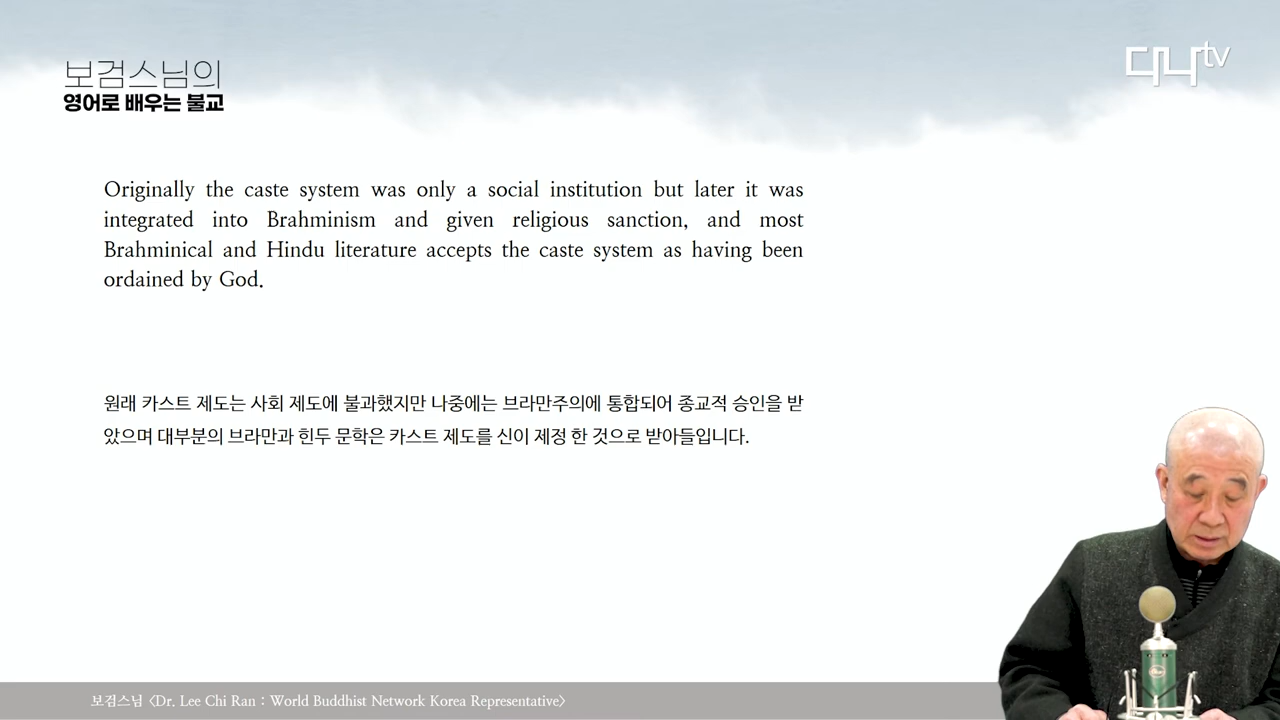 보검스님의
영어로 배우는 불교
다나tv
Originally the caste system was only a social institution but later it was
integrated into Brahminism and given religious sanction, and most
Brahminical and Hindu literature accepts the caste system as having been
ordained by God.
원래 카스트 제도는 사회 제도에 불과했지만 나중에는 브라만주의에 통합되어 종교적 승인을 받
았으며 대부분의 브라만과 힌두 문학은 카스트 제도를 신이 제정 한 것으로 받아들입니다.
보검스님 <Dr. Lee Chi Ran : World Buddhist Network Korea Representative>